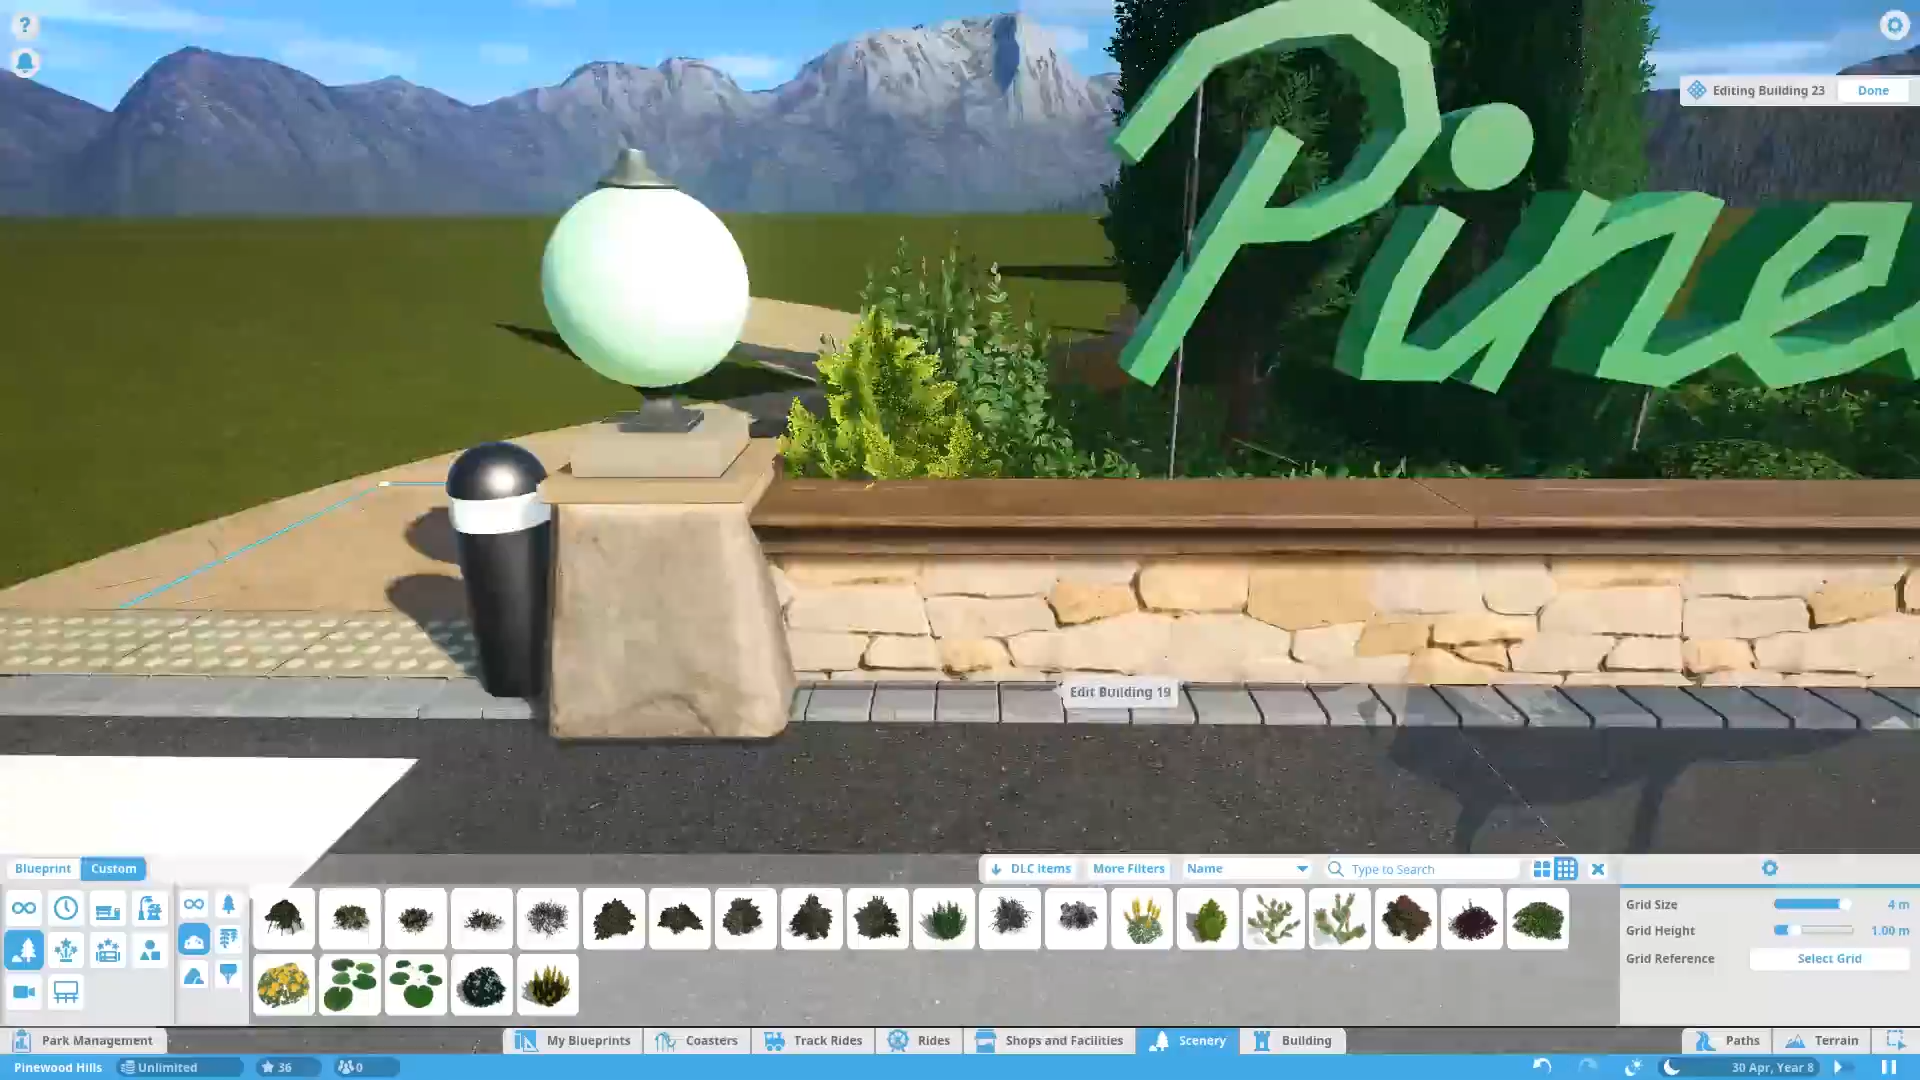 Editing Building 23 Done
Pine
Edit Building 19
Blueprint Custom
DLC Items More Filters Name Type to Search
Grid Size 4 m
Grid Height 1.00 m
Grid Reference Select Grid
Park Management My Blueprints Coasters Track Rides Rides Shops and Facilities Scenery Building Paths Terrain
Pinewood Hills Unlimited 36 0 30 Apr, Year 8